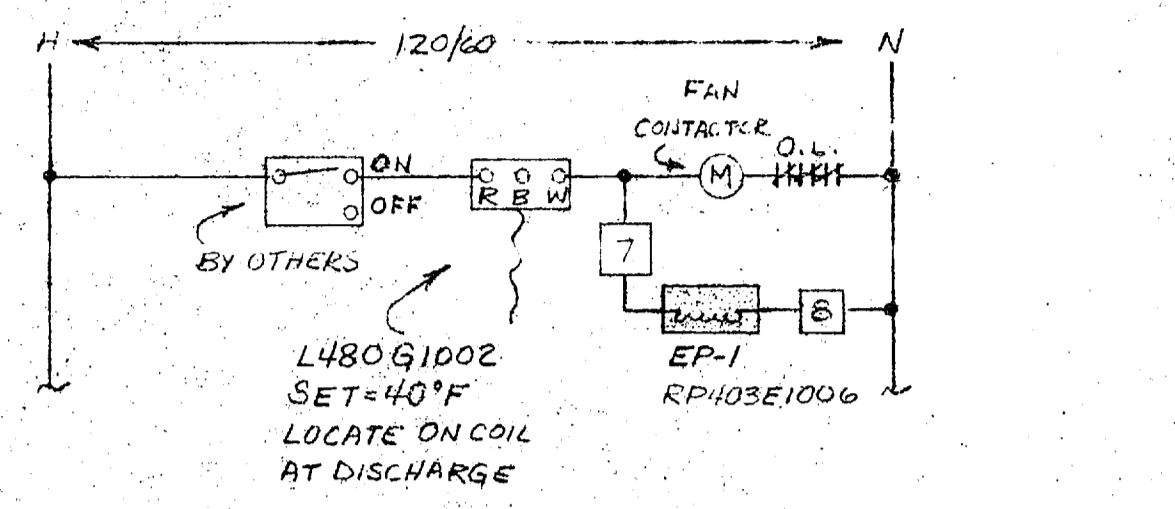 H 120/60 N
FAN
CONTACTOR
O.L.
ON
OFF
R B W
M
BY OTHERS
7
8
L480G1002
SET=40°F
LOCATE ON COIL
AT DISCHARGE
EP-1
RP403E1006